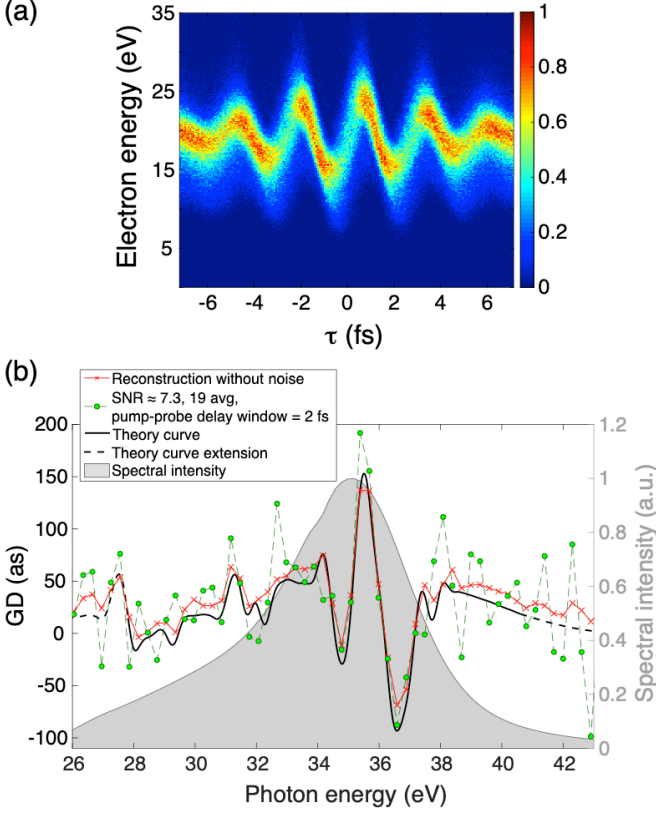 (a)
35
25
15
5
Electron energy (eV)
-6 -4 -2 0 2 4 6
τ (fs)
1
0.8
0.6
0.4
0.2
0
(b)
Reconstruction without noise
SNR ≈ 7.3, 19 avg,
pump-probe delay window = 2 fs
Theory curve
Theory curve extension
Spectral intensity
200
150
100
50
0
-50
-100
GD (as)
1.2
1
0.8
0.6
0.4
0.2
0
Spectral intensity (a.u.)
26 28 30 32 34 36 38 40 42
Photon energy (eV)